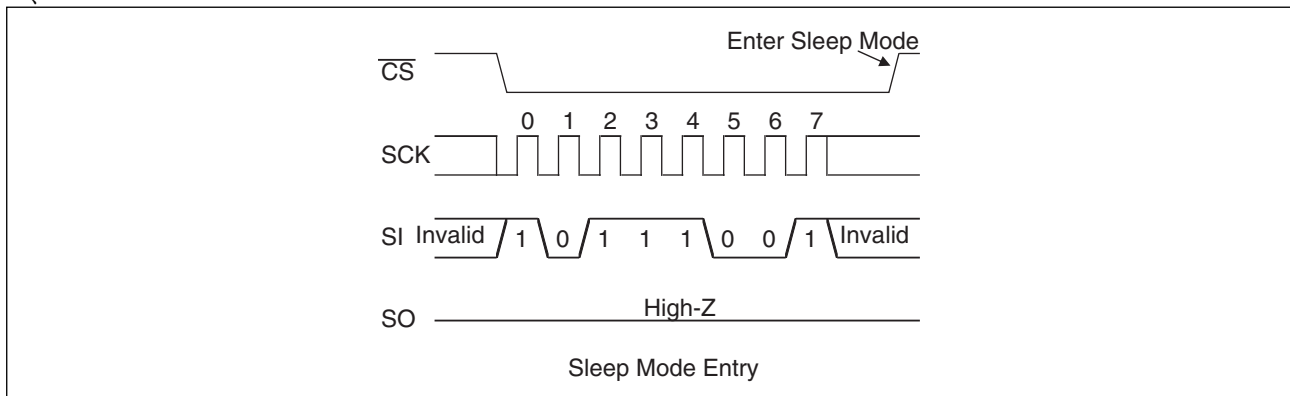 Enter Sleep Mode
CS
0 1 2 3 4 5 6 7
SCK
SI Invalid 1 0 1 1 1 0 0 1 Invalid
High-Z
SO
Sleep Mode Entry